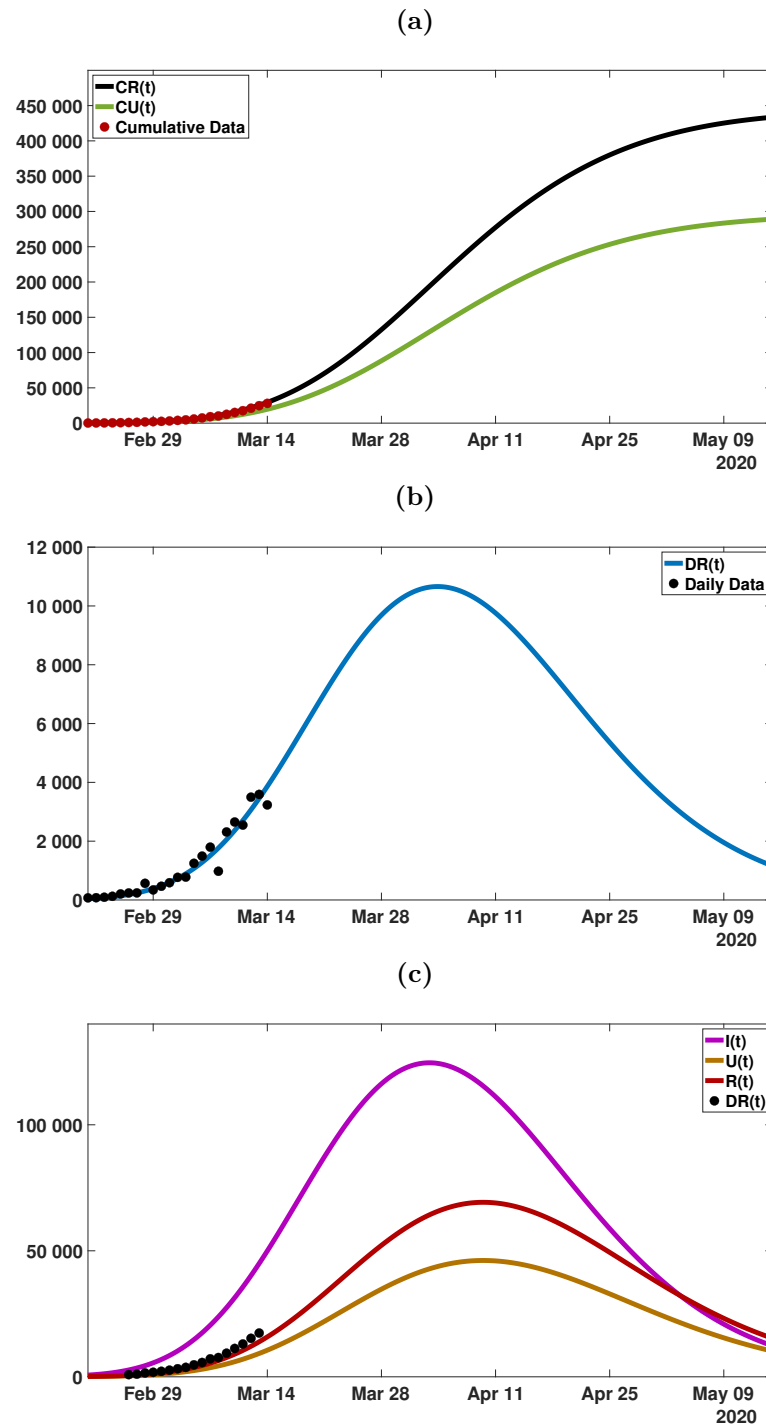 (a)
CR(t)
CU(t)
Cumulative Data
450 000
400 000
350 000
300 000
250 000
200 000
150 000
100 000
50 000
0
Feb 29 Mar 14 Mar 28 Apr 11 Apr 25 May 09
2020
(b)
12 000
DR(t)
Daily Data
10 000
8 000
6 000
4 000
2 000
0
Feb 29 Mar 14 Mar 28 Apr 11 Apr 25 May 09
2020
(c)
I(t)
U(t)
R(t)
DR(t)
100 000
50 000
0
Feb 29 Mar 14 Mar 28 Apr 11 Apr 25 May 09
2020